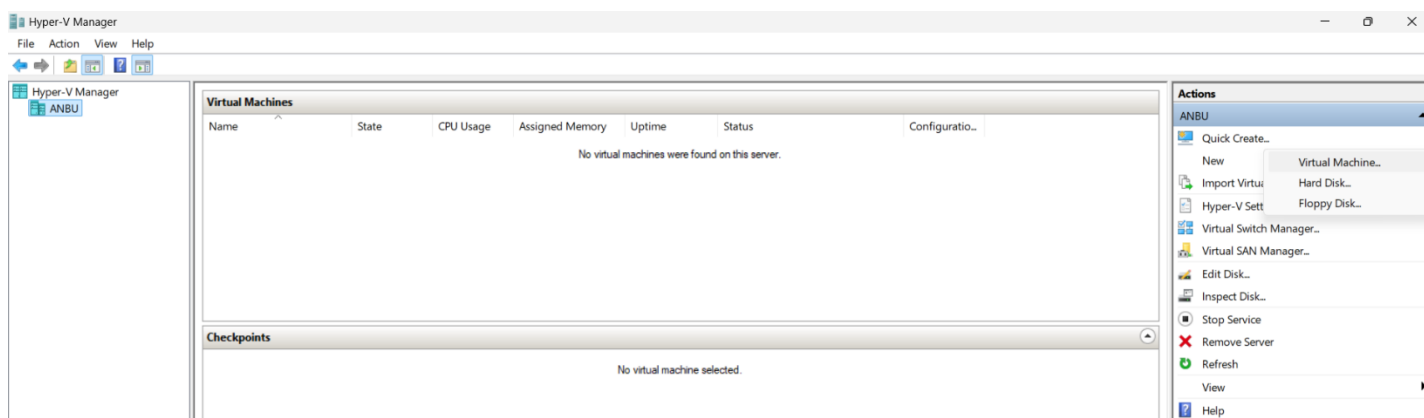 Hyper-V Manager
File Action View Help
Hyper-V Manager
ANBU
Virtual Machines
Name State CPU Usage Assigned Memory Uptime Status Configuratio...
No virtual machines were found on this server.
Checkpoints
No virtual machine selected.
Actions
ANBU
Quick Create...
New
Virtual Machine...
Hard Disk...
Floppy Disk...
Import Virtua
Hyper-V Sett
Virtual Switch Manager...
Virtual SAN Manager...
Edit Disk...
Inspect Disk...
Stop Service
Remove Server
Refresh
View
Help